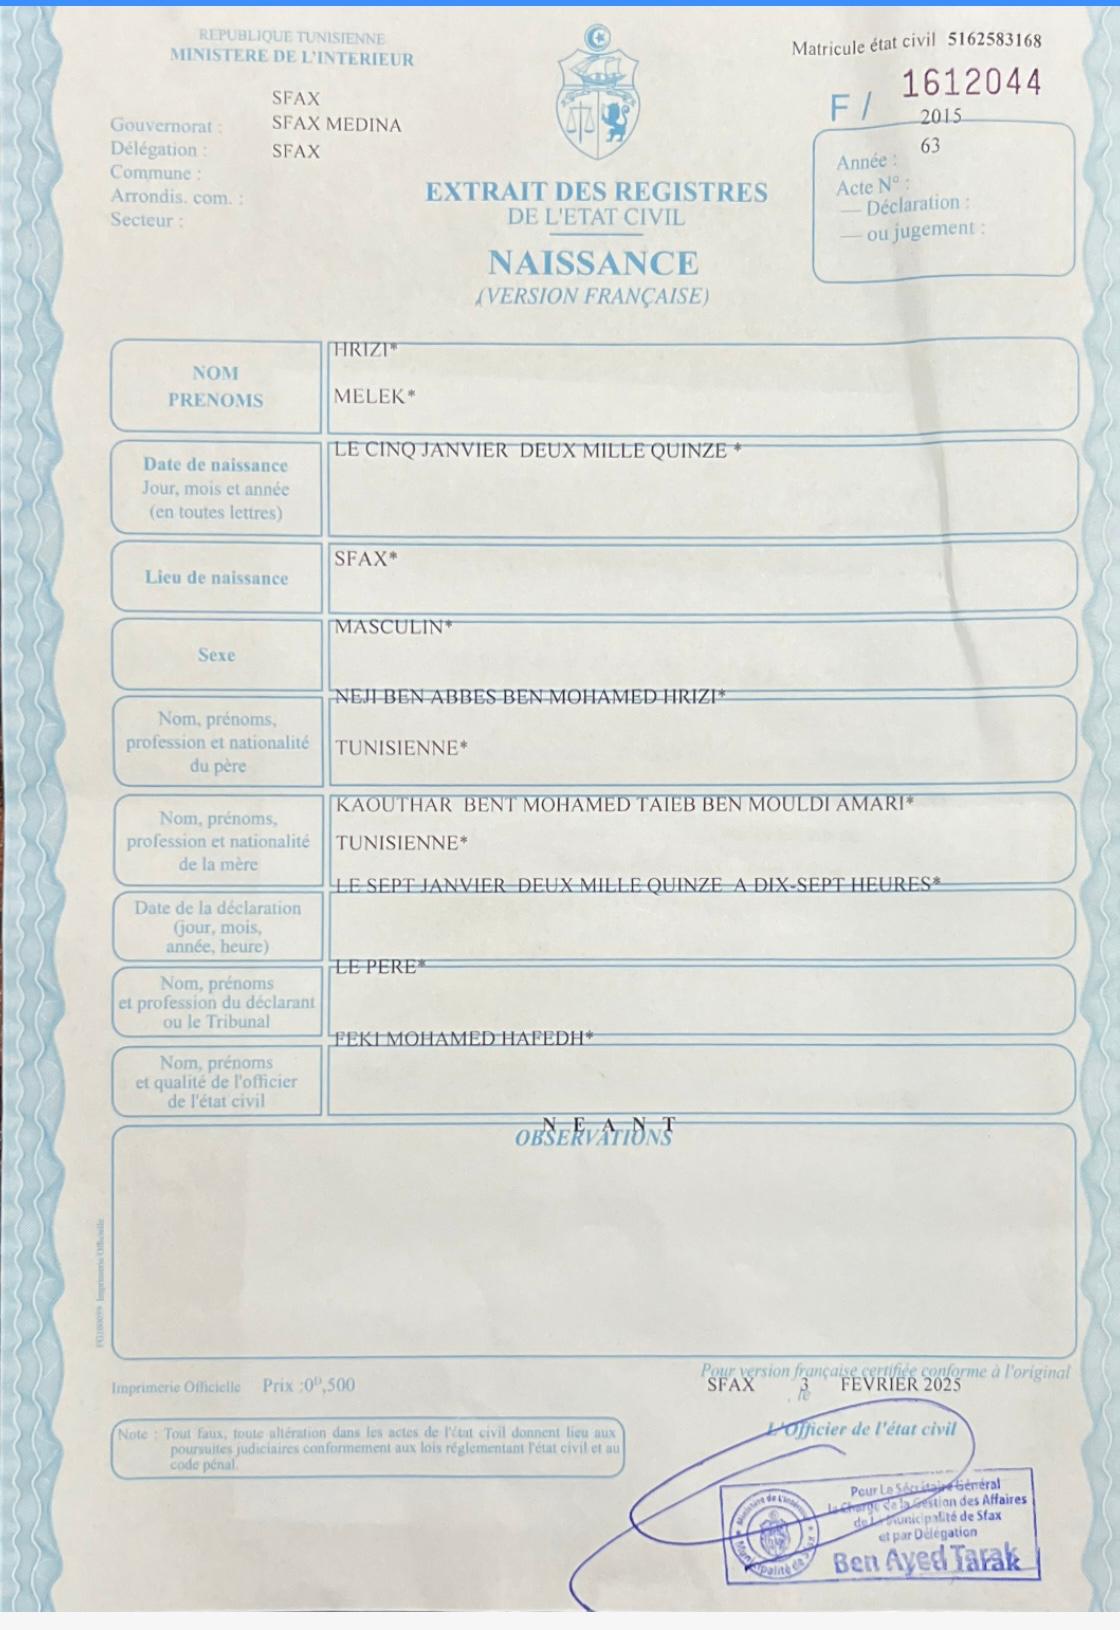 REPUBLIQUE TUNISIENNE
MINISTERE DE L'INTERIEUR
Matricule état civil 5162583168
F / 1612044
SFAX
Gouvernorat : SFAX MEDINA
Délégation : SFAX
Commune :
Arrondis. com. :
Secteur :
2015
Année : 63
Acte N° :
— Déclaration :
— ou jugement :
EXTRAIT DES REGISTRES
DE L'ETAT CIVIL
NAISSANCE
(VERSION FRANÇAISE)
NOM
PRENOMS
HRIZI*
MELEK*
Date de naissance
Jour, mois et année
(en toutes lettres)
LE CINQ JANVIER DEUX MILLE QUINZE *
Lieu de naissance
SFAX*
Sexe
MASCULIN*
Nom, prénoms,
profession et nationalité
du père
NEJI BEN ABBES BEN MOHAMED HRIZI*
TUNISIENNE*
Nom, prénoms,
profession et nationalité
de la mère
KAOUTHAR BENT MOHAMED TAIEB BEN MOULDI AMARI*
TUNISIENNE*
LE SEPT JANVIER DEUX MILLE QUINZE A DIX-SEPT HEURES*
Date de la déclaration
(jour, mois,
année, heure)
LE PERE*
Nom, prénoms
et profession du déclarant
ou le Tribunal
FEKI MOHAMED HAFEDH*
Nom, prénoms
et qualité de l'officier
de l'état civil
N E A N T
OBSERVATIONS
Imprimerie Officielle
Imprimerie Officielle Prix :0ᴰ,500
Pour version française certifiée conforme à l'original
SFAX le 3 FEVRIER 2025
L'Officier de l'état civil
Note : Tout faux, toute altération dans les actes de l'état civil donnent lieu aux
poursuites judiciaires conformement aux lois réglementant l'état civil et au
code pénal.
Pour Le Sécrétaire Général
la Charge de la Gestion des Affaires
de La Municipalité de Sfax
et par Délégation
Ben Ayed Tarak